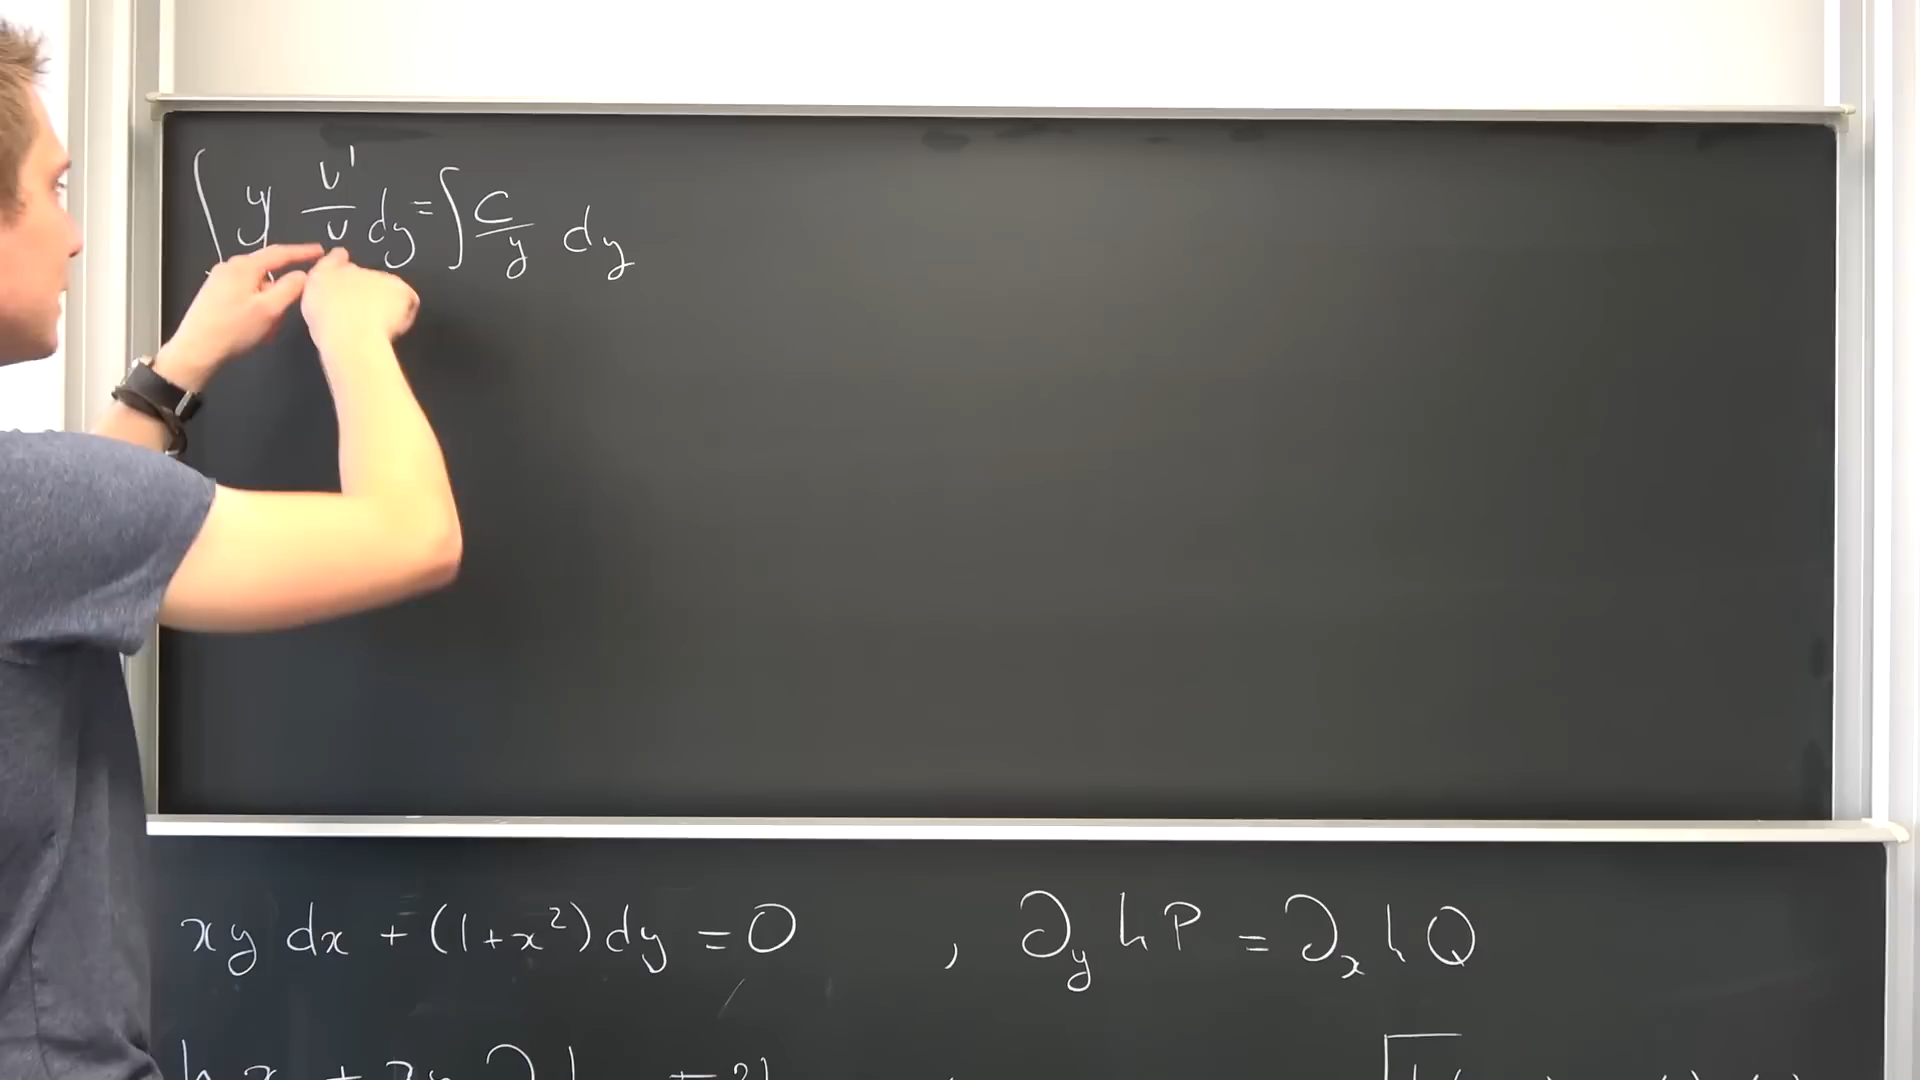 ∫ y v'/v dy = ∫ C/y dy
xy dx + (1+x²) dy = 0 , ∂y hP = ∂x hQ